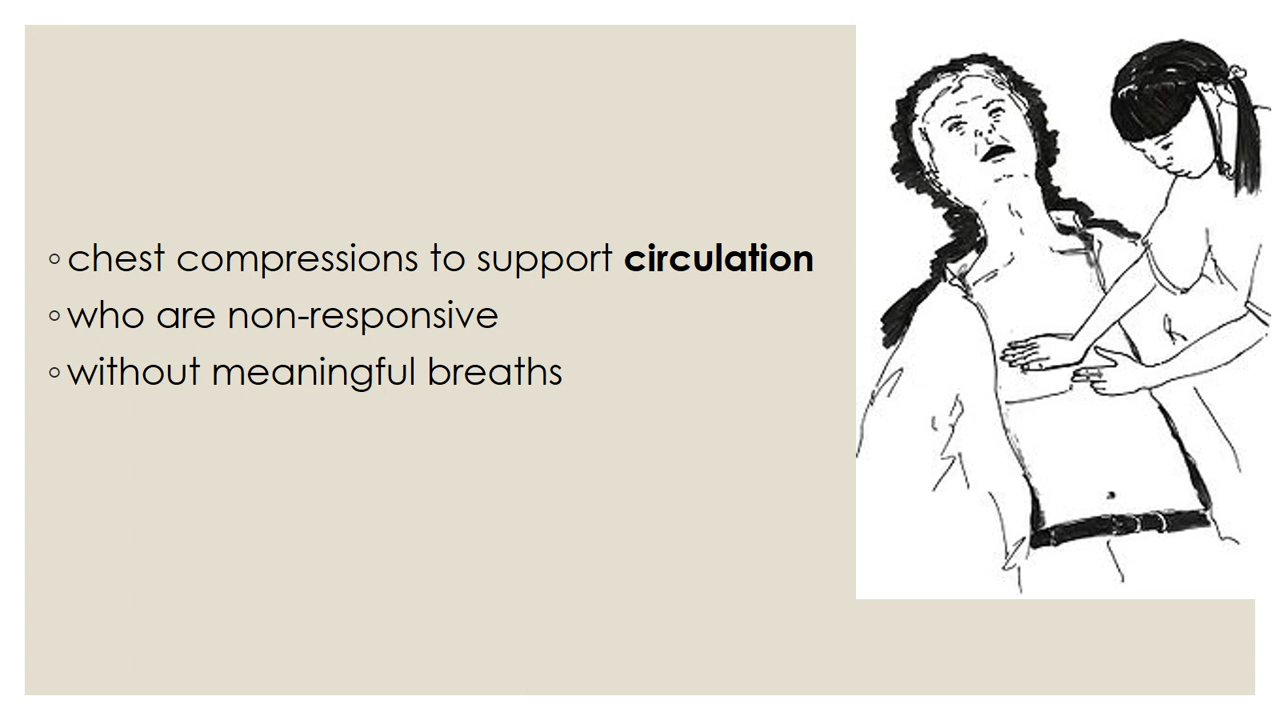 ◦ chest compressions to support circulation
◦ who are non-responsive
◦ without meaningful breaths